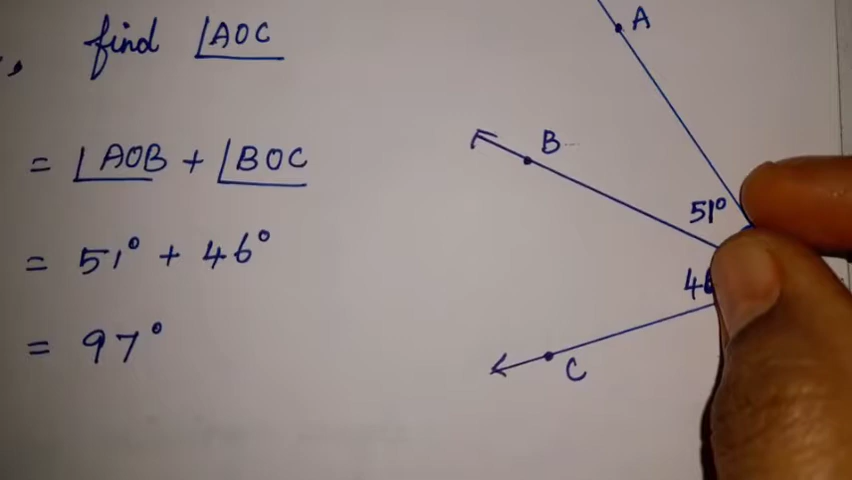 , find ∠AOC
= ∠AOB + ∠BOC
= 51° + 46°
= 97°
A
B
51°
C